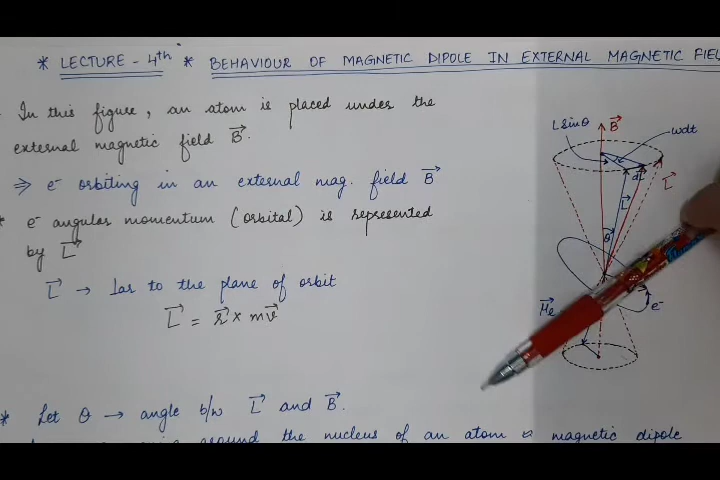 * LECTURE - 4th * BEHAVIOUR OF MAGNETIC DIPOLE IN EXTERNAL MAGNETIC FIEL
In this figure, an atom is placed under the
external magnetic field B⃗.
⇒ e⁻ orbiting in an external mag. field B⃗
* e⁻ angular momentum (orbital) is represented
by L⃗
L⃗ → Lar to the plane of orbit
L⃗ = r⃗ × mv⃗
* Let θ → angle b/w L⃗ and B⃗.
around the nucleus of an atom ⇔ magnetic dipole
L sinθ
B⃗
ωdt
dL⃗
L⃗
L⃗
θ
μ⃗e
e⁻